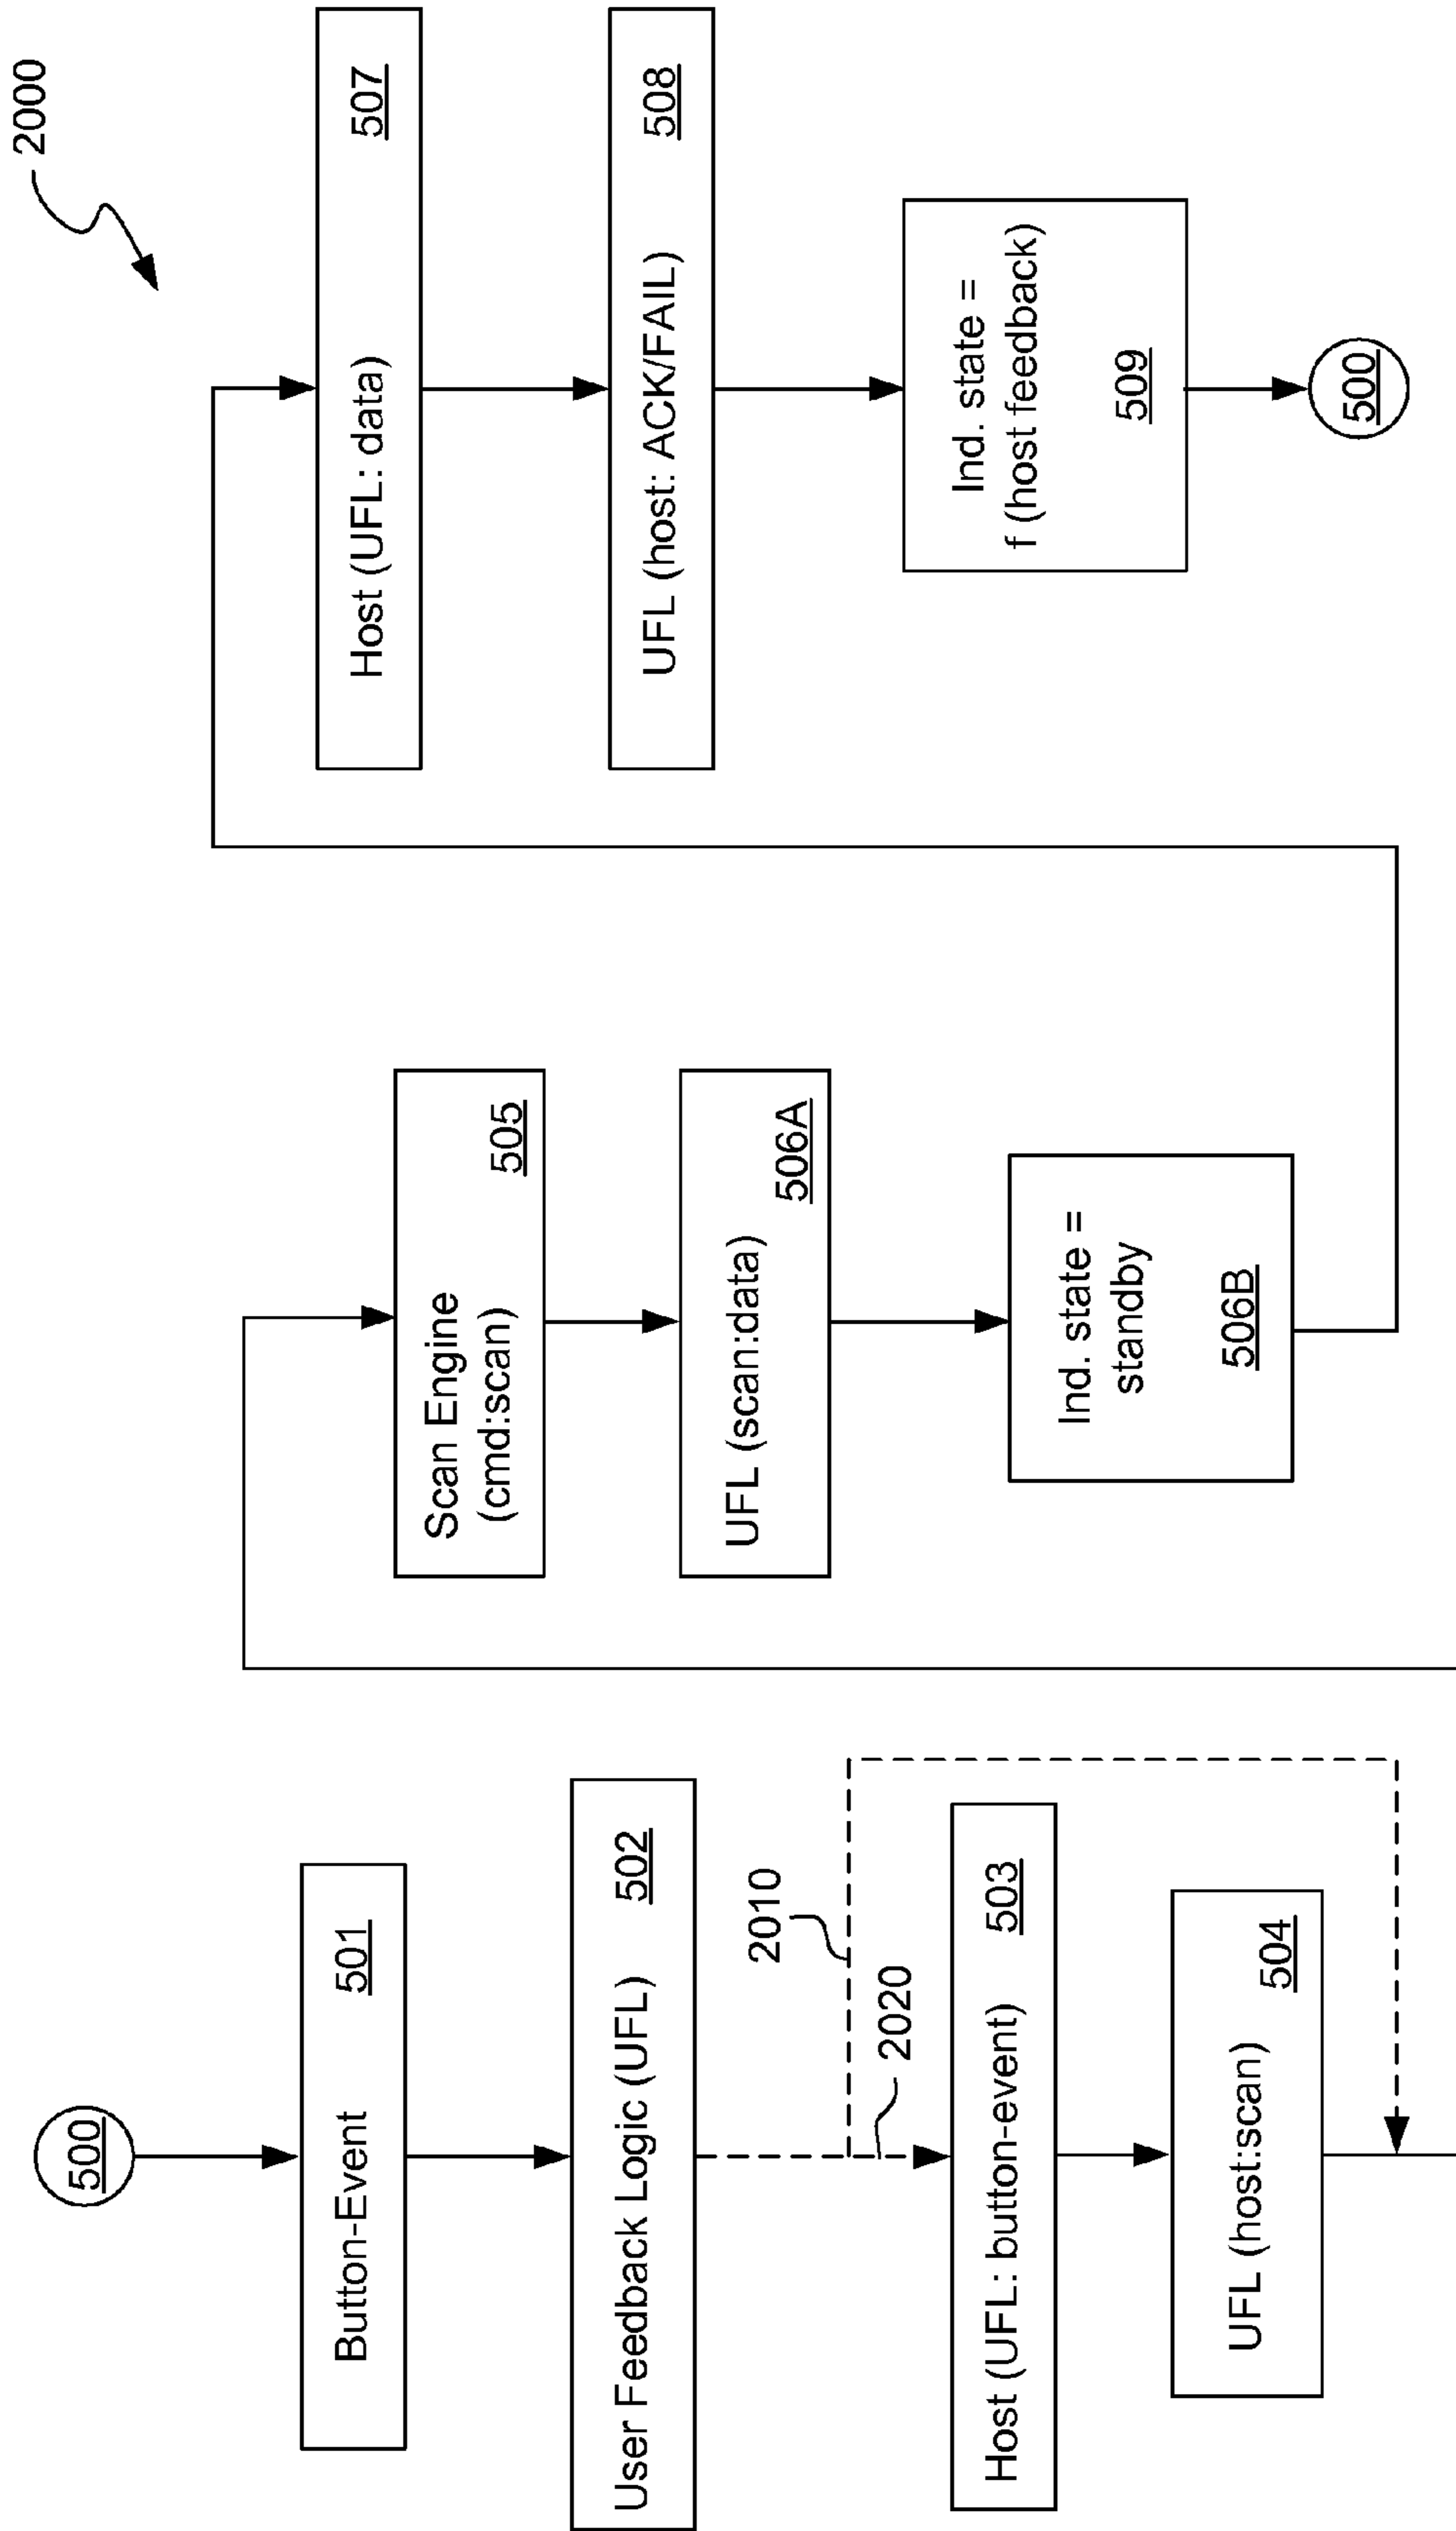 2000
500
Button-Event
501
User Feedback Logic (UFL)
502
2010
2020
Host (UFL: button-event)
503
UFL (host:scan)
504
Scan Engine
(cmd:scan)
505
UFL (scan:data)
506A
Ind. state =
standby
506B
Host (UFL: data)
507
UFL (host: ACK/FAIL)
508
Ind. state =
f (host feedback)
509
500